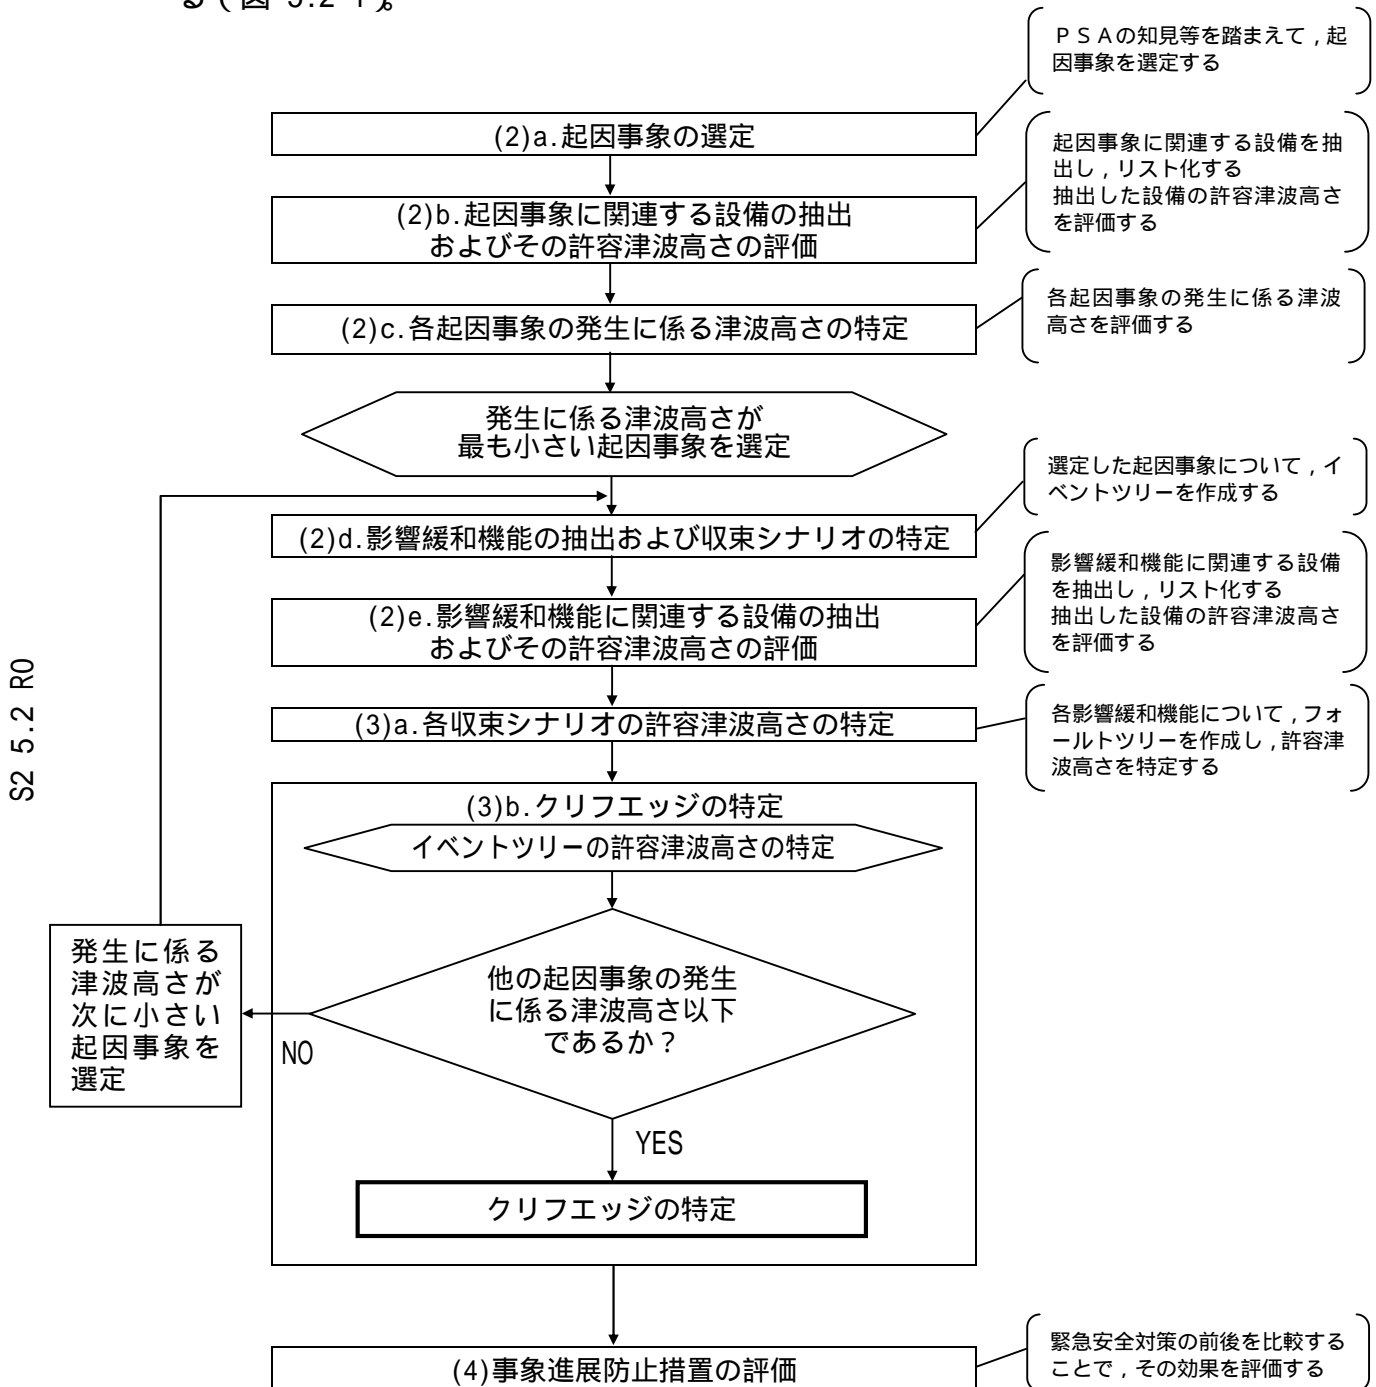 る(図 5.2-1)。
ＰＳＡの知見等を踏まえて，起
因事象を選定する
(2)a.起因事象の選定
起因事象に関連する設備を抽
出し，リスト化する
抽出した設備の許容津波高さ
を評価する
(2)b.起因事象に関連する設備の抽出
およびその許容津波高さの評価
各起因事象の発生に係る津波
高さを評価する
(2)c.各起因事象の発生に係る津波高さの特定
発生に係る津波高さが
最も小さい起因事象を選定
選定した起因事象について，イ
ベントツリーを作成する
(2)d.影響緩和機能の抽出および収束シナリオの特定
影響緩和機能に関連する設備
を抽出し，リスト化する
抽出した設備の許容津波高さ
を評価する
(2)e.影響緩和機能に関連する設備の抽出
およびその許容津波高さの評価
(3)a.各収束シナリオの許容津波高さの特定
各影響緩和機能について，フォ
ールトツリーを作成し，許容津
波高さを特定する
(3)b.クリフエッジの特定
イベントツリーの許容津波高さの特定
他の起因事象の発生
に係る津波高さ以下
であるか？
NO
発生に係る
津波高さが
次に小さい
起因事象を
選定
YES
クリフエッジの特定
(4)事象進展防止措置の評価
緊急安全対策の前後を比較する
ことで，その効果を評価する
S2 5.2 R0